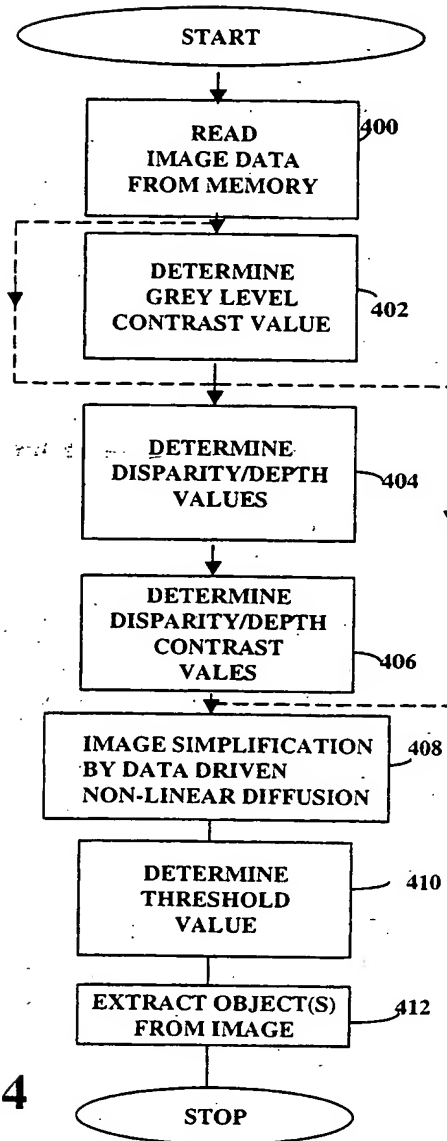 START
READ
IMAGE DATA
FROM MEMORY
400
DETERMINE
GREY LEVEL
CONTRAST VALUE
402
DETERMINE
DISPARITY/DEPTH
VALUES
404
DETERMINE
DISPARITY/DEPTH
CONTRAST
VALES
406
IMAGE SIMPLIFICATION
BY DATA DRIVEN
NON-LINEAR DIFFUSION
408
DETERMINE
THRESHOLD
VALUE
410
EXTRACT OBJECT(S)
FROM IMAGE
412
4
STOP